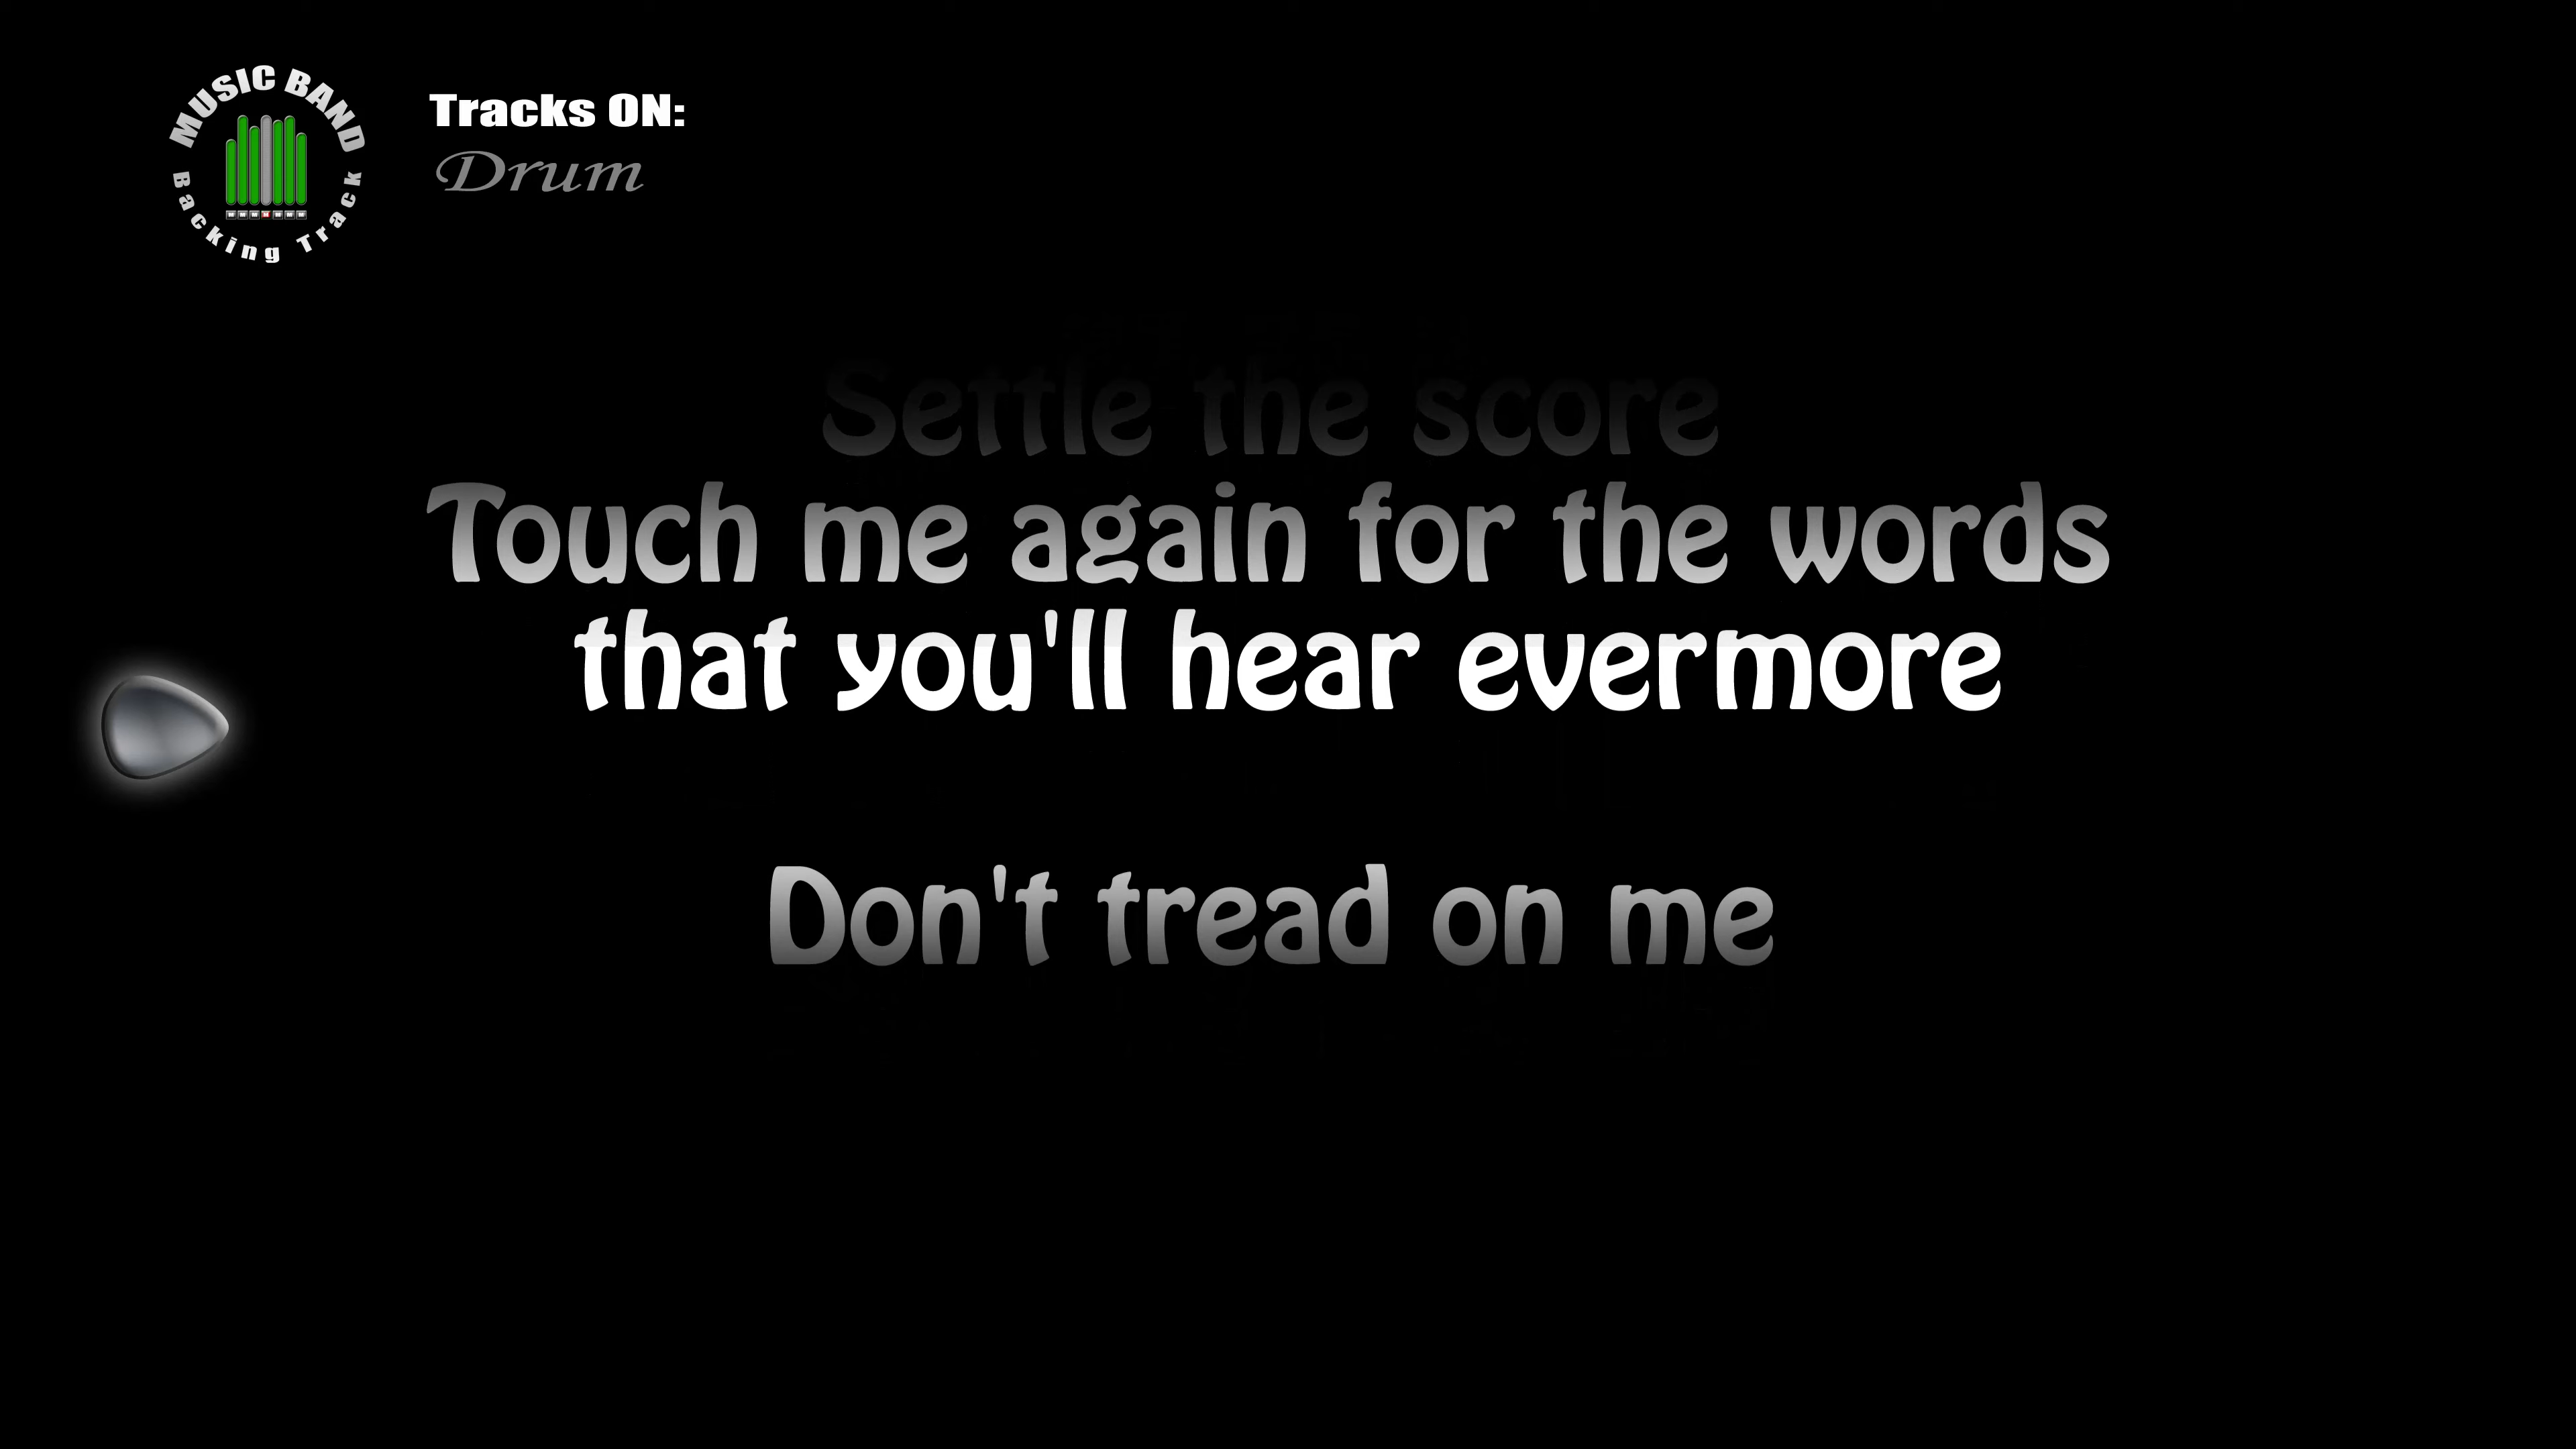 MUSIC BAND
Backing Track
Tracks ON:
Drum
Settle the score
Touch me again for the words
that you'll hear evermore
Don't tread on me